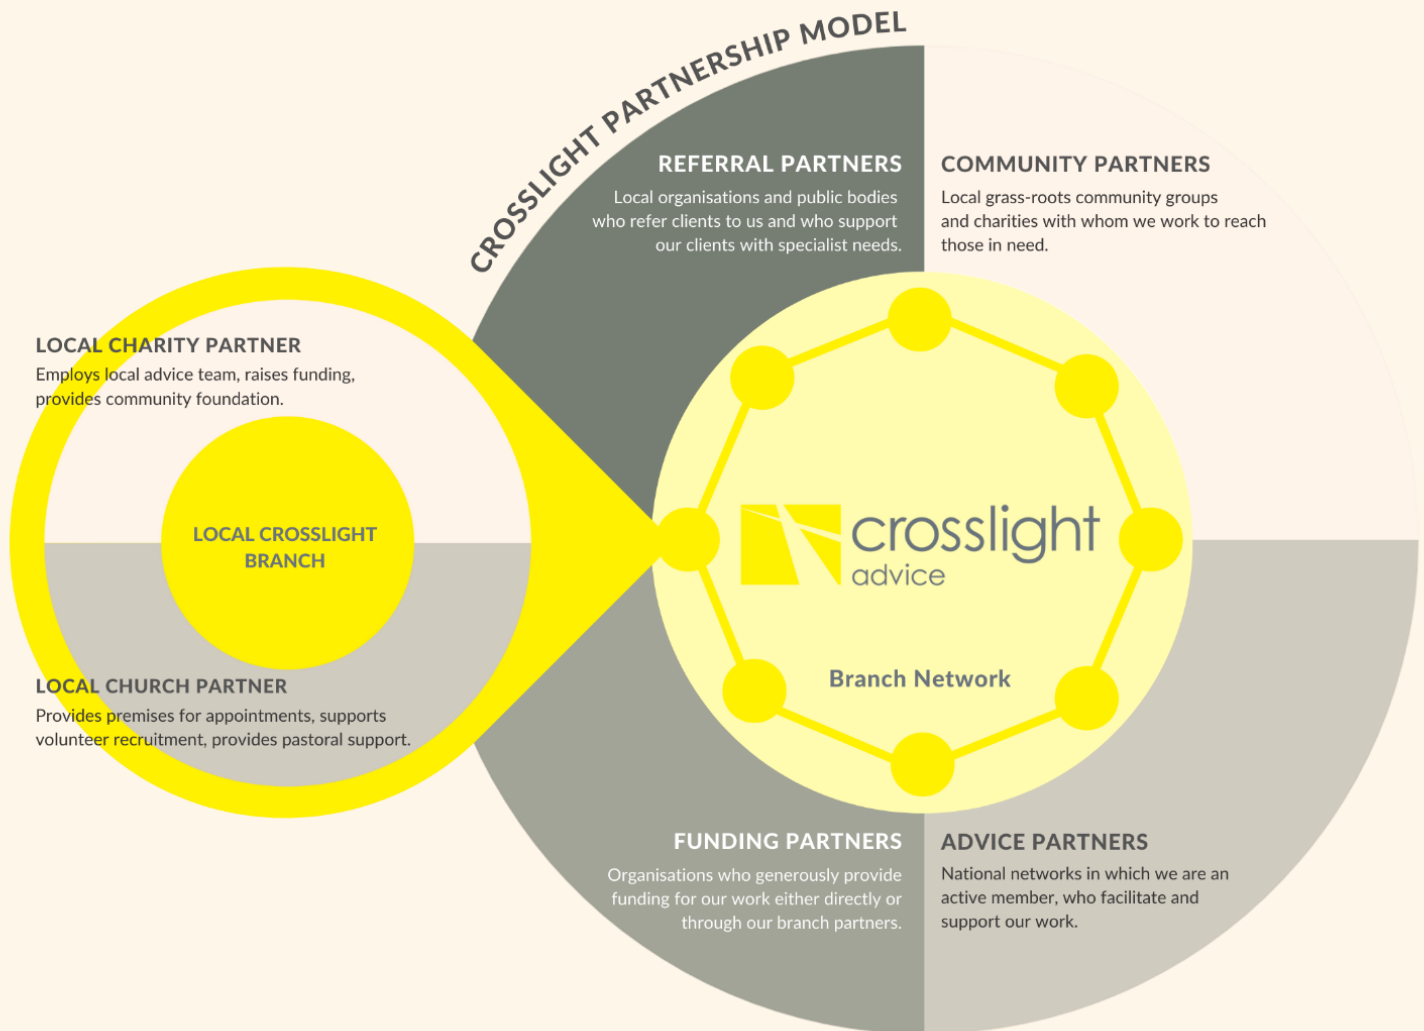 CROSSLIGHT PARTNERSHIP MODEL
REFERRAL PARTNERS
Local organisations and public bodies
who refer clients to us and who support
our clients with specialist needs.
COMMUNITY PARTNERS
Local grass-roots community groups
and charities with whom we work to reach
those in need.
LOCAL CHARITY PARTNER
Employs local advice team, raises funding,
provides community foundation.
LOCAL CROSSLIGHT
BRANCH
LOCAL CHURCH PARTNER
Provides premises for appointments, supports
volunteer recruitment, provides pastoral support.
crosslight
advice
Branch Network
FUNDING PARTNERS
Organisations who generously provide
funding for our work either directly or
through our branch partners.
ADVICE PARTNERS
National networks in which we are an
active member, who facilitate and
support our work.